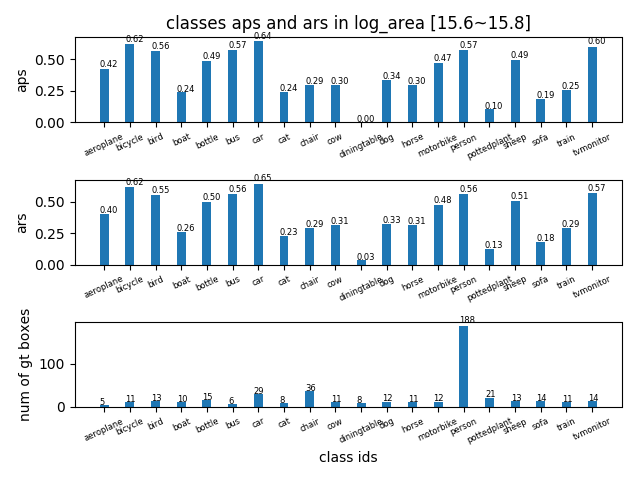 classes aps and ars in log_area [15.6~15.8]
aps
0.50
0.25
0.00
0.42 0.62 0.56 0.24 0.49 0.57 0.64 0.24 0.29 0.30 0.00 0.34 0.30 0.47 0.57 0.10 0.49 0.19 0.25 0.60
aeroplane bicycle bird boat bottle bus car cat chair cow diningtable dog horse motorbike person pottedplant sheep sofa train tvmonitor
ars
0.50
0.25
0.00
0.40 0.62 0.55 0.26 0.50 0.56 0.65 0.23 0.29 0.31 0.03 0.33 0.31 0.48 0.56 0.13 0.51 0.18 0.29 0.57
aeroplane bicycle bird boat bottle bus car cat chair cow diningtable dog horse motorbike person pottedplant sheep sofa train tvmonitor
num of gt boxes
100
0
5 11 13 10 15 6 29 8 36 11 8 12 11 12 188 21 13 14 11 14
aeroplane bicycle bird boat bottle bus car cat chair cow diningtable dog horse motorbike person pottedplant sheep sofa train tvmonitor
class ids